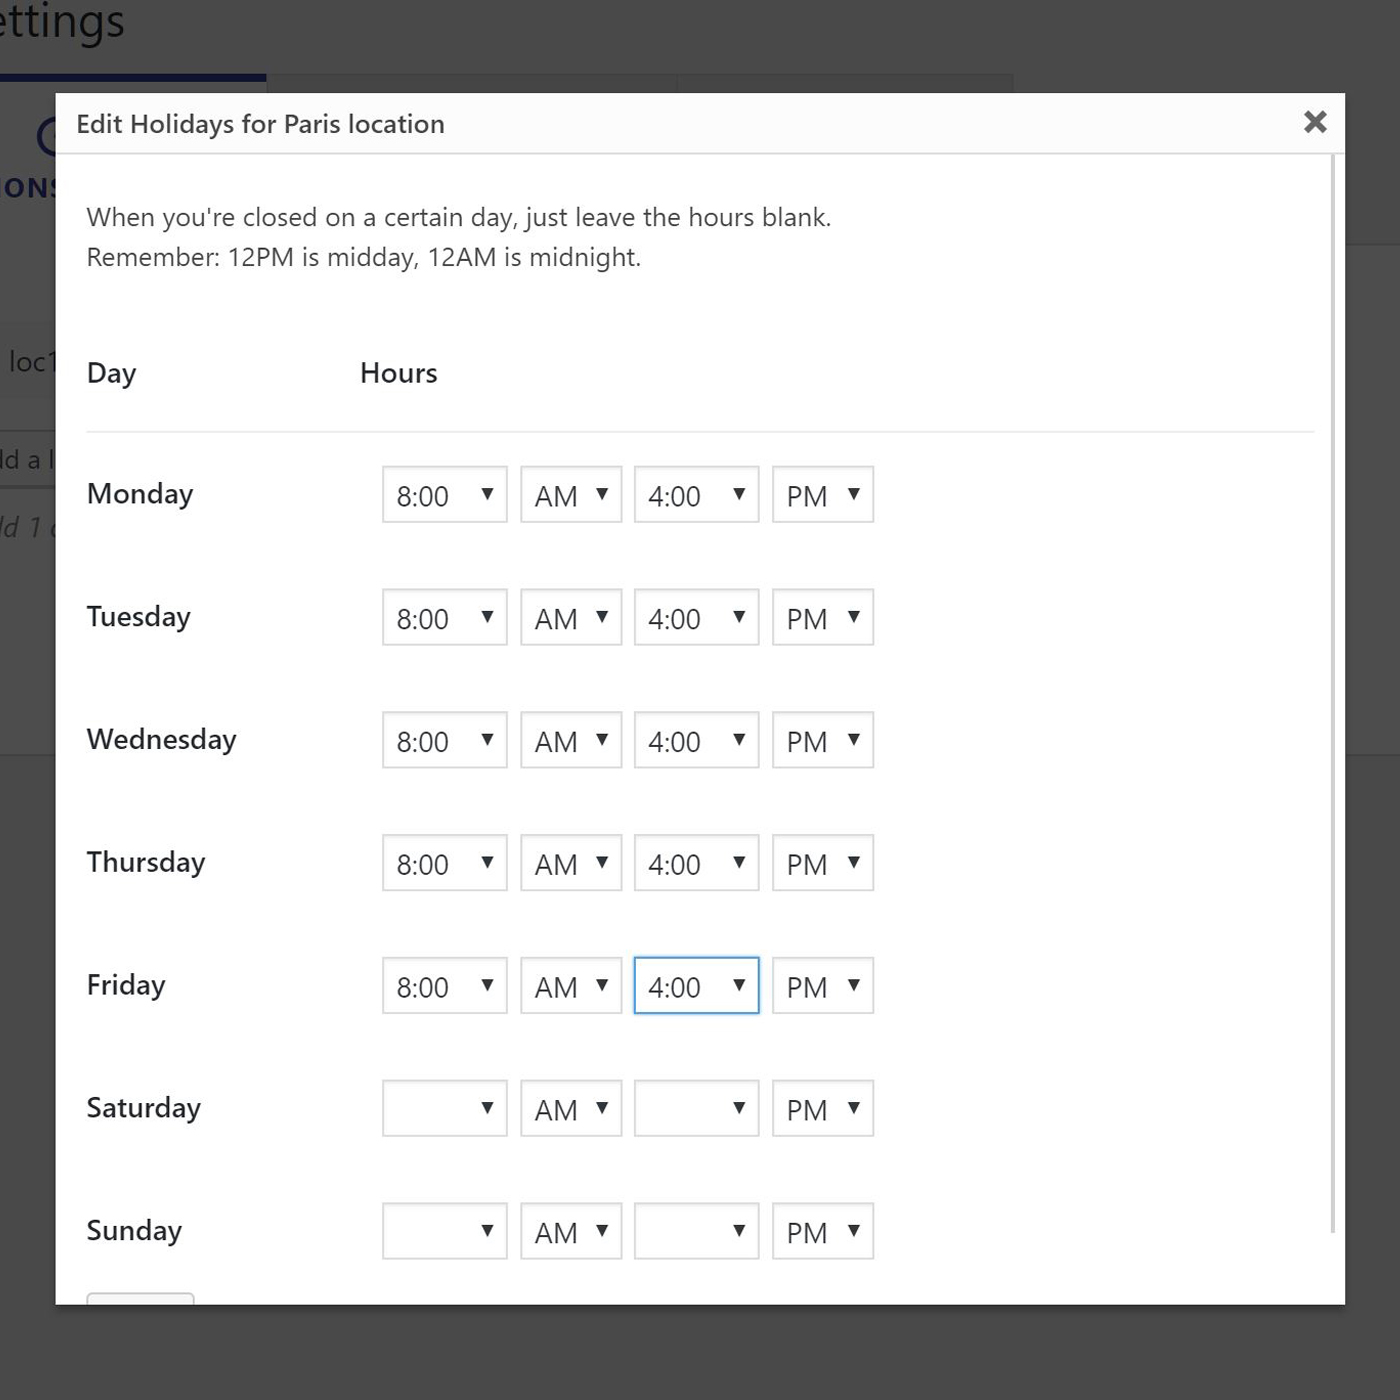 ettings
Edit Holidays for Paris location
ONS
When you're closed on a certain day, just leave the hours blank.
Remember: 12PM is midday, 12AM is midnight.
loc1
Day Hours
dd a l
Monday 8:00 AM 4:00 PM
dd 1
Tuesday 8:00 AM 4:00 PM
Wednesday 8:00 AM 4:00 PM
Thursday 8:00 AM 4:00 PM
Friday 8:00 AM 4:00 PM
Saturday AM PM
Sunday AM PM